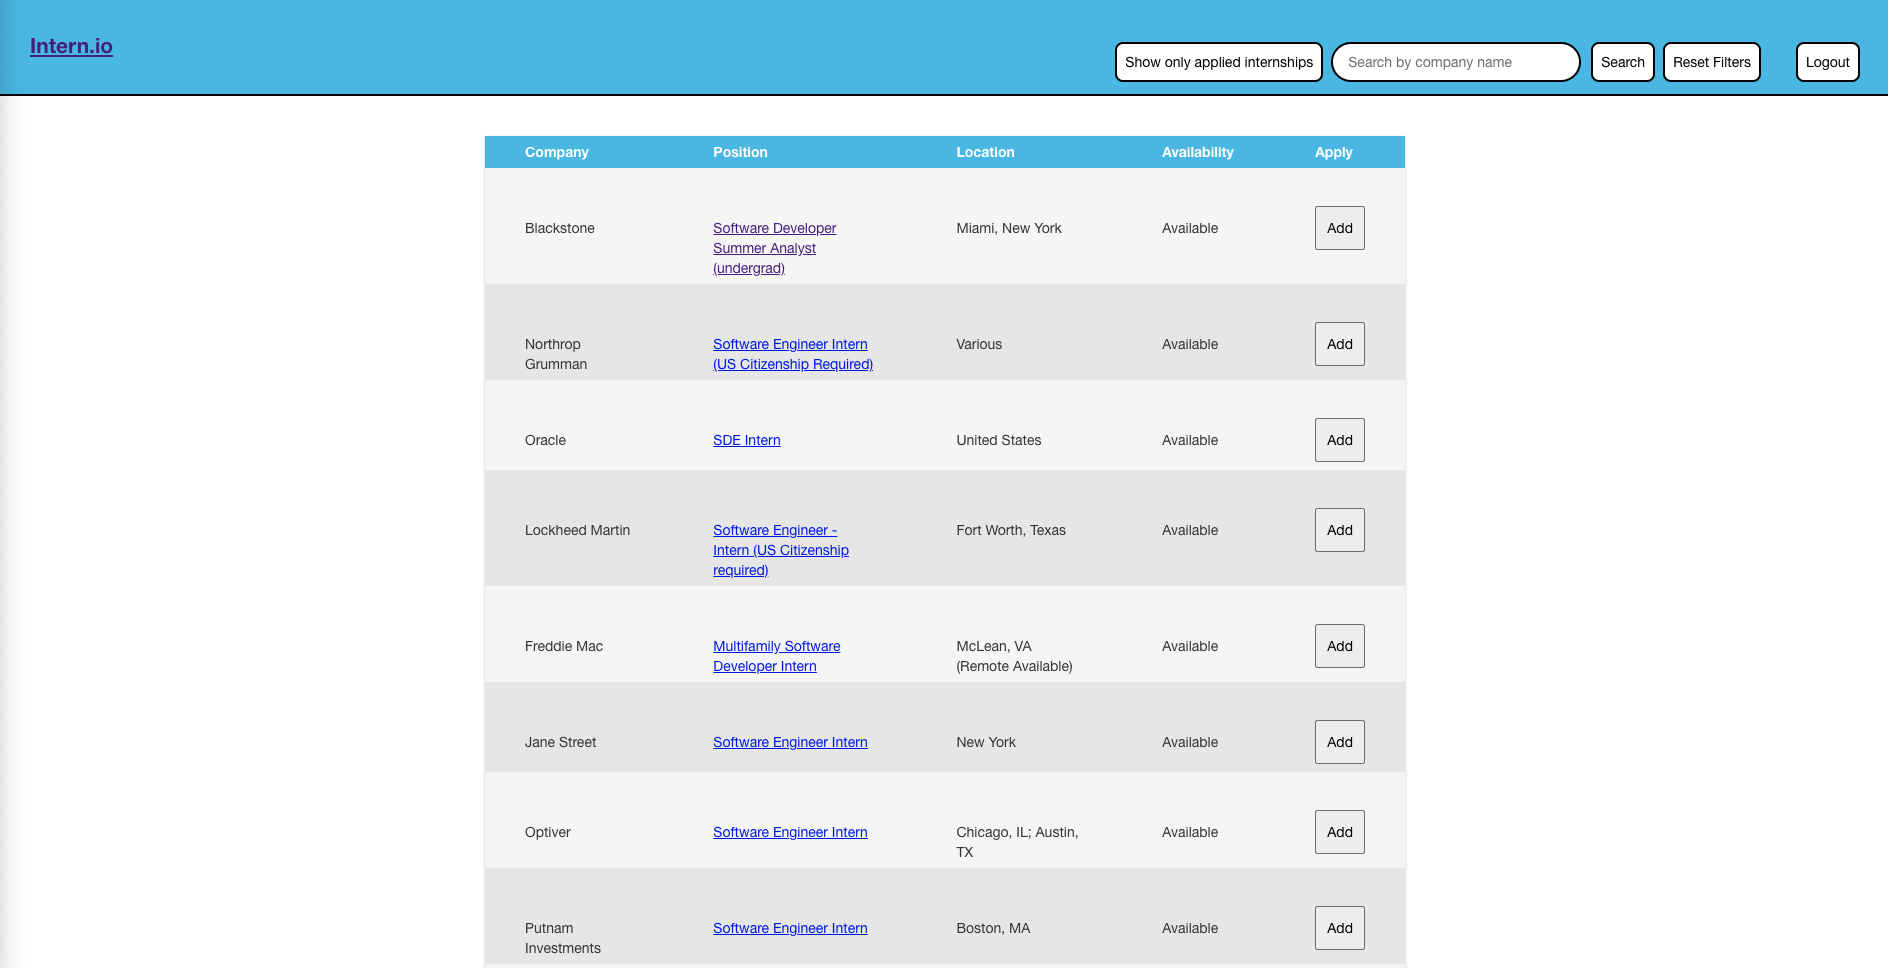 Intern.io
Show only applied internships
Search by company name
Search
Reset Filters
Logout
Company Position Location Availability Apply
Blackstone Software Developer Miami, New York Available Add
Summer Analyst
(undergrad)
Northrop Software Engineer Intern Various Available Add
Grumman (US Citizenship Required)
Oracle SDE Intern United States Available Add
Lockheed Martin Software Engineer - Fort Worth, Texas Available Add
Intern (US Citizenship
required)
Freddie Mac Multifamily Software McLean, VA Available Add
Developer Intern (Remote Available)
Jane Street Software Engineer Intern New York Available Add
Optiver Software Engineer Intern Chicago, IL; Austin, Available Add
TX
Putnam Software Engineer Intern Boston, MA Available Add
Investments